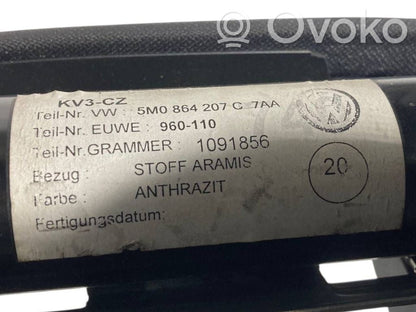 Ovoko
KV3-CZ
Teil-Nr. VW : 5M0 864 207 C 7AA
Teil-Nr. EUWE : 960-110
Teil-Nr.GRAMMER : 1091856
Bezug : STOFF ARAMIS
Farbe : ANTHRAZIT
Fertigungsdatum:
20